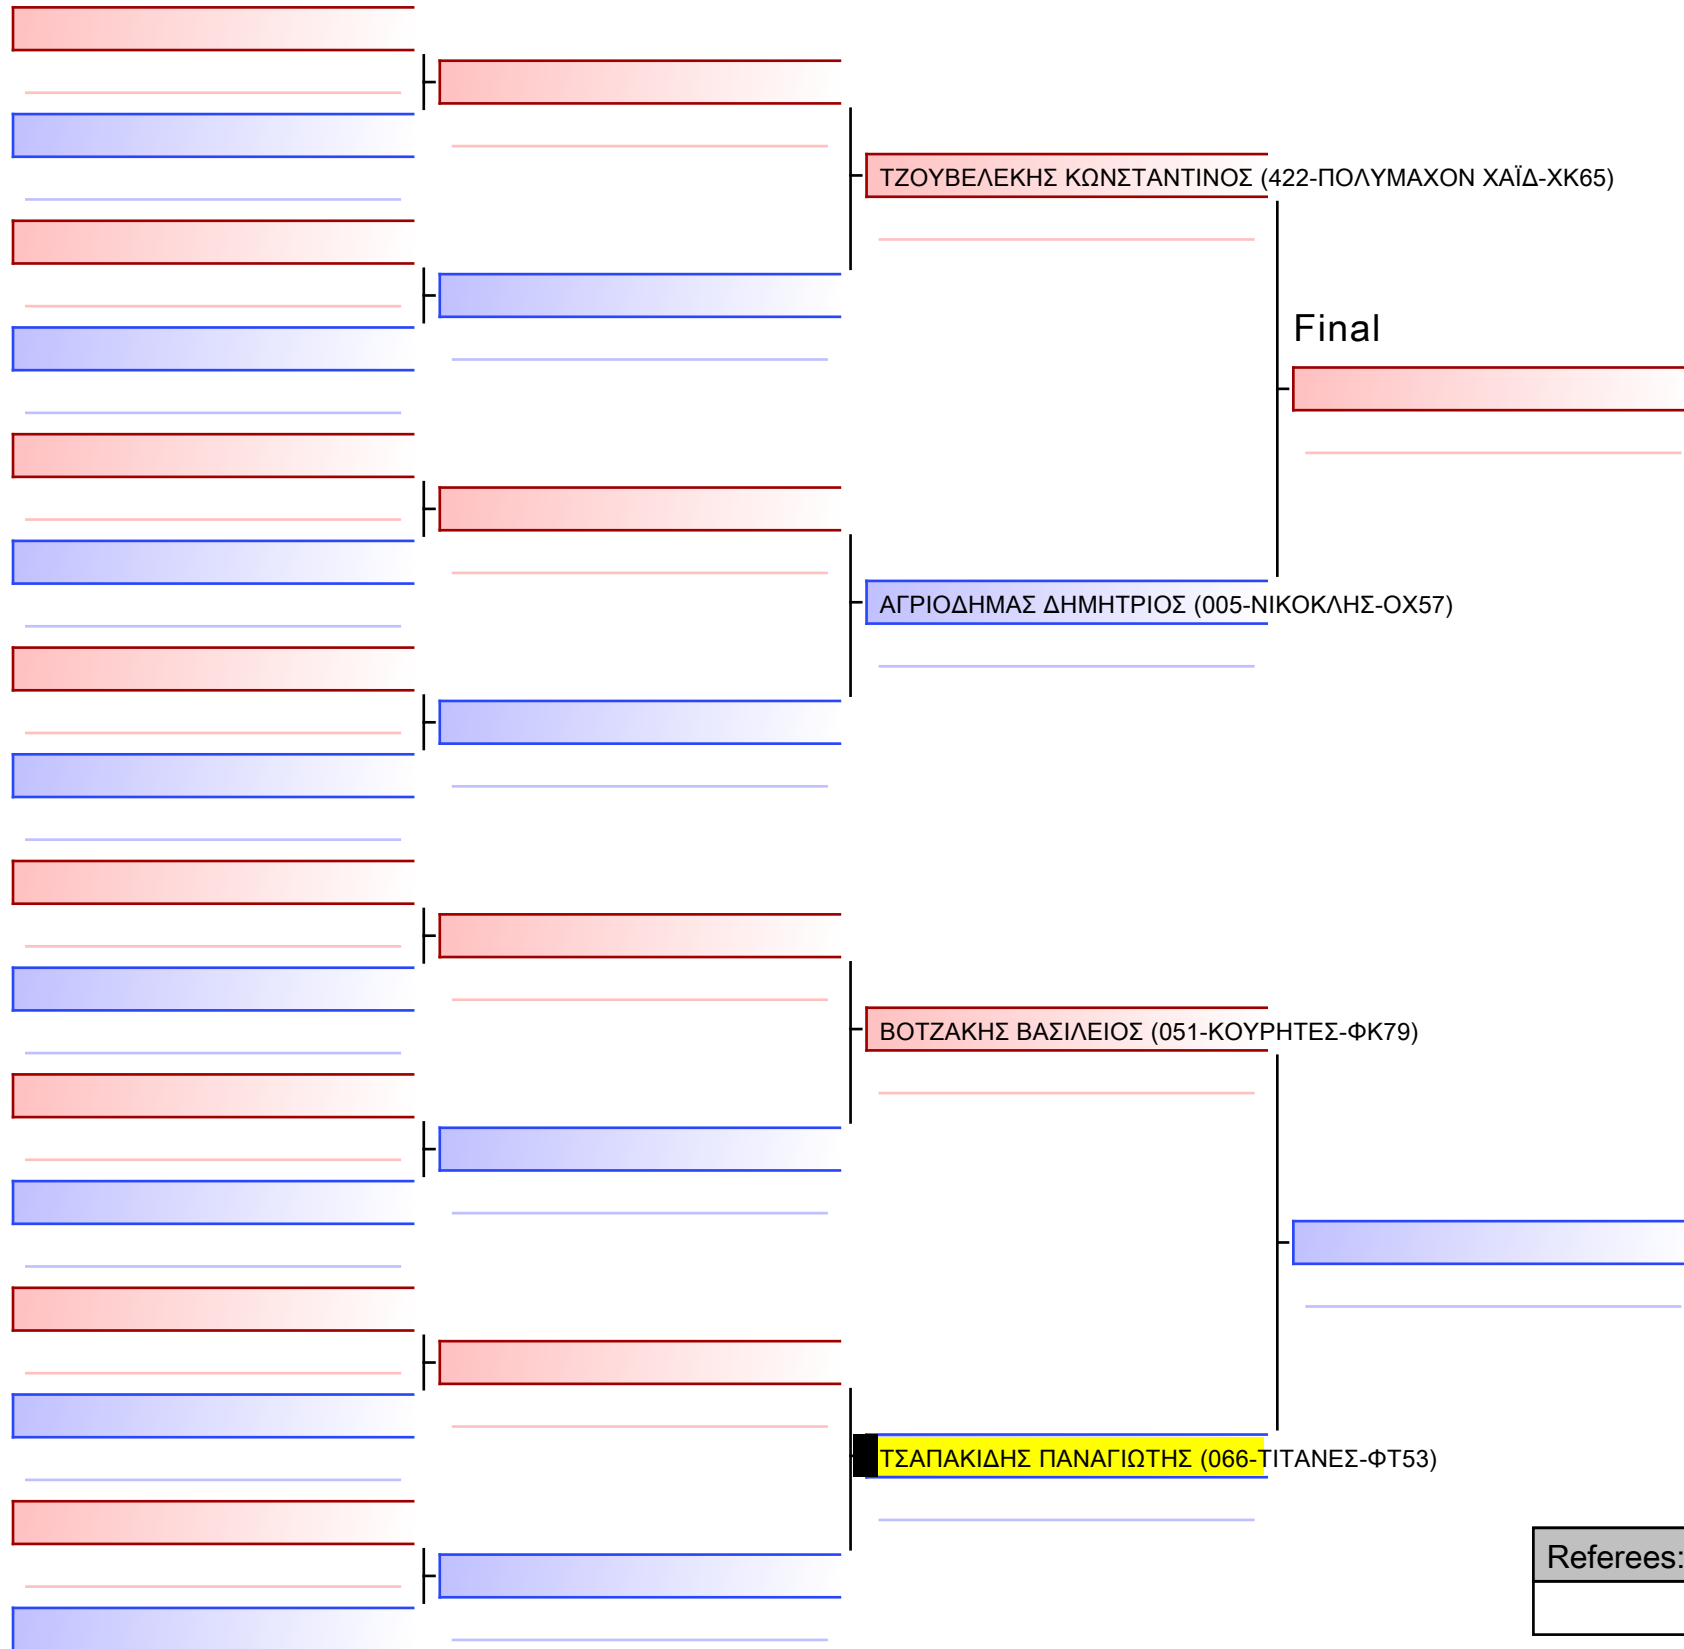 ΤΖΟΥΒΕΛΕΚΗΣ ΚΩΝΣΤΑΝΤΙΝΟΣ (422-ΠΟΛΥΜΑΧΟΝ ΧΑΪΔ-ΧΚ65)
Final
ΑΓΡΙΟΔΗΜΑΣ ΔΗΜΗΤΡΙΟΣ (005-ΝΙΚΟΚΛΗΣ-ΟΧ57)
ΒΟΤΖΑΚΗΣ ΒΑΣΙΛΕΙΟΣ (051-ΚΟΥΡΗΤΕΣ-ΦΚ79)
ΤΣΑΠΑΚΙΔΗΣ ΠΑΝΑΓΙΩΤΗΣ (066-ΤΙΤΑΝΕΣ-ΦΤ53)
Referees: